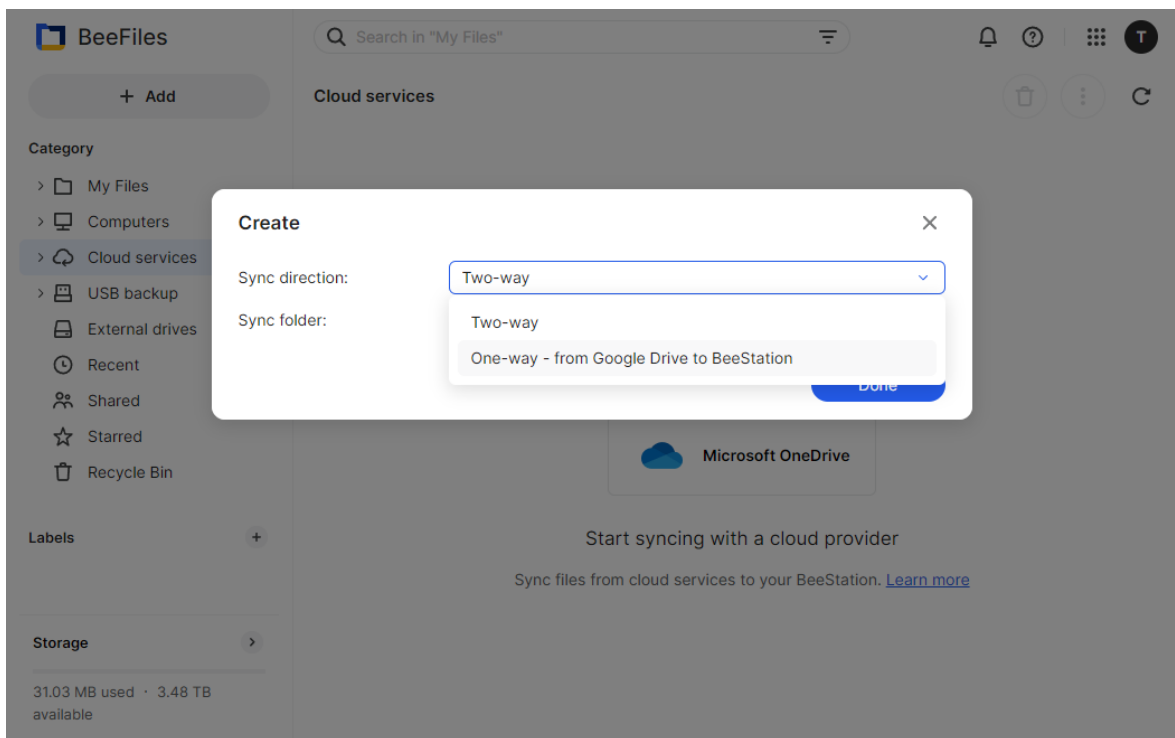 BeeFiles
Search in "My Files"
T
+ Add
Cloud services
Category
My Files
Computers
Cloud services
USB backup
External drives
Recent
Shared
Starred
Recycle Bin
Labels
+
Storage
31.03 MB used · 3.48 TB
available
Create
Sync direction:
Two-way
Sync folder:
Two-way
One-way - from Google Drive to BeeStation
Done
Microsoft OneDrive
Start syncing with a cloud provider
Sync files from cloud services to your BeeStation. Learn more